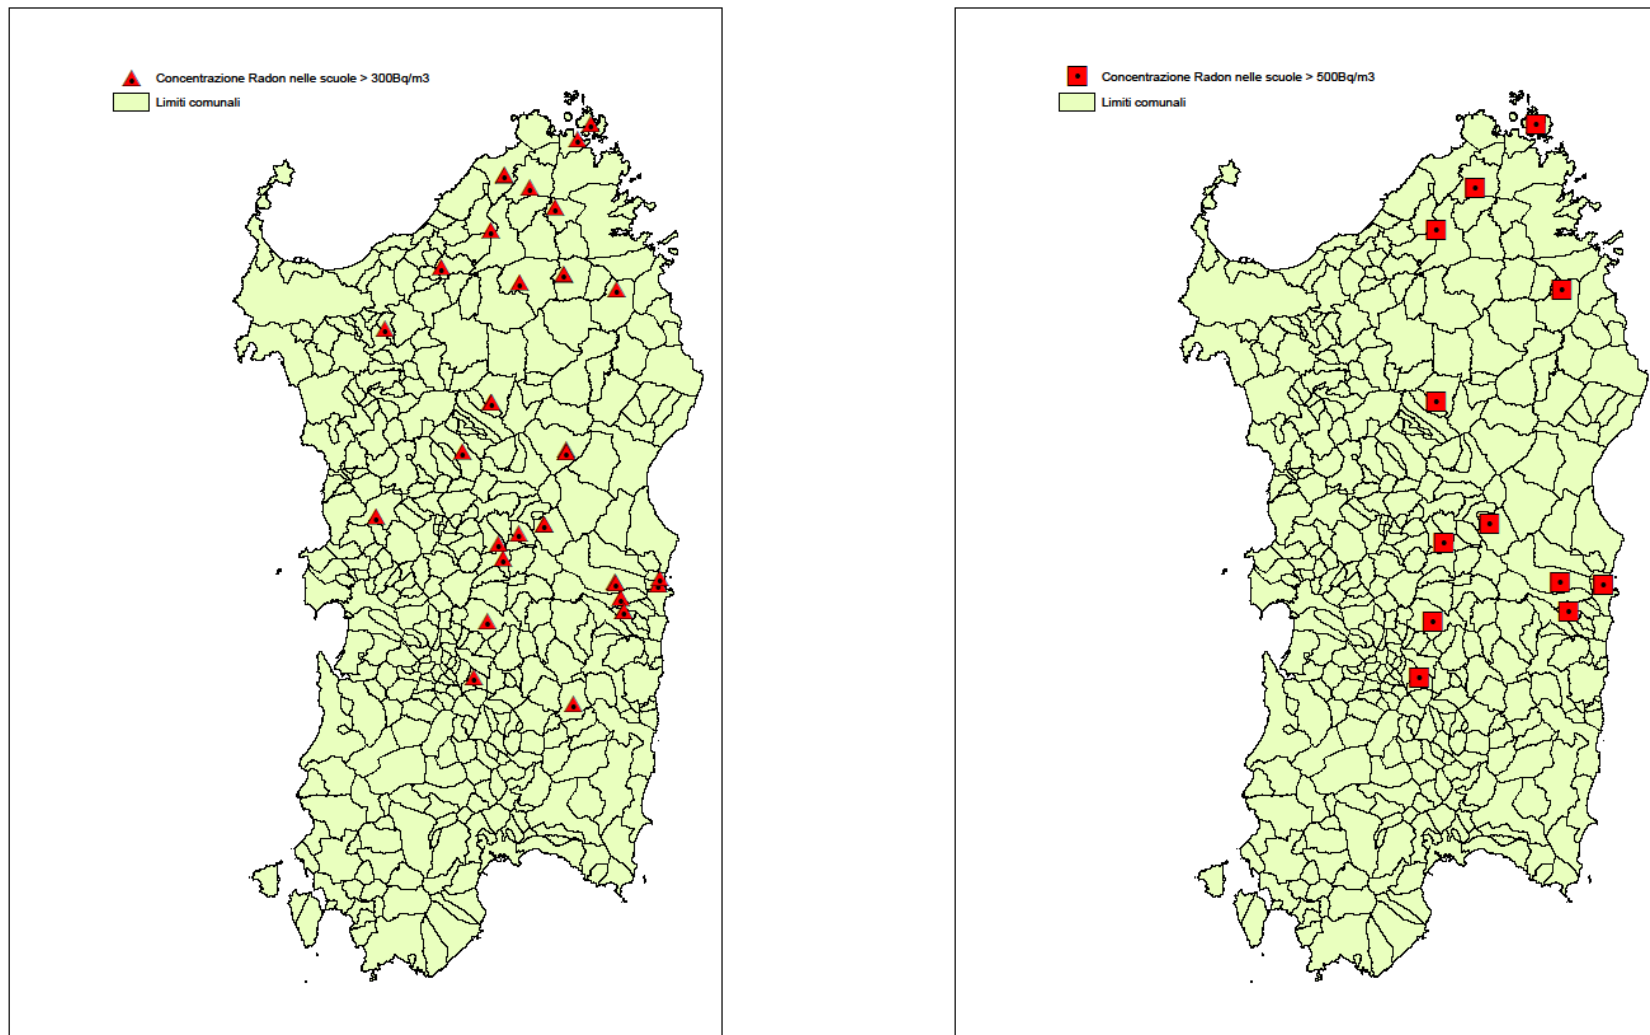 Concentrazione Radon nelle scuole > 300Bq/m3
Limiti comunali
Concentrazione Radon nelle scuole > 500Bq/m3
Limiti comunali